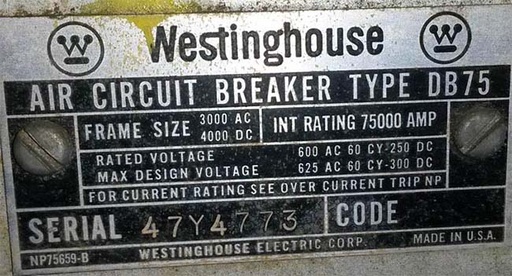 Westinghouse
AIR CIRCUIT BREAKER TYPE DB75
FRAME SIZE 3000 AC 4000 DC INT RATING 75000 AMP
RATED VOLTAGE 600 AC 60 CY-250 DC
MAX DESIGN VOLTAGE 625 AC 60 CY-300 DC
FOR CURRENT RATING SEE OVER CURRENT TRIP NP
SERIAL 47Y4773 CODE
NP75659-B WESTINGHOUSE ELECTRIC CORP. MADE IN U.S.A.